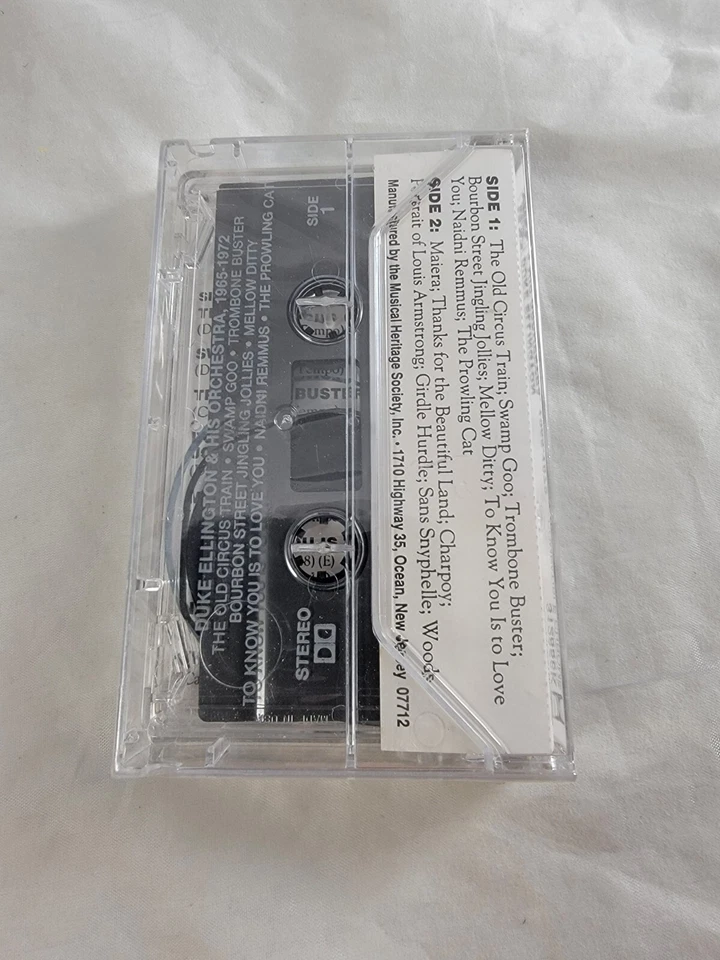 SIDE 1: The Old Circus Train; Swamp Goo; Trombone Buster;
Bourbon Street Jingling Jollies; Mellow Ditty; To Know You Is to Love
You; Naidni Remmus; The Prowling Cat
SIDE 2: Maiera; Thanks for the Beautiful Land; Charpoy;
Portrait of Louis Armstrong; Girdle Hurdle; Sans Snyphelle; Woods
Manufactured by the Musical Heritage Society, Inc. • 1710 Highway 35, Ocean, New Jersey 07712
SIDE
1
BUSTER
STEREO
DUKE ELLINGTON & HIS ORCHESTRA, 1965-1972
THE OLD CIRCUS TRAIN • SWAMP GOO • TROMBONE BUSTER
BOURBON STREET JINGLING JOLLIES • MELLOW DITTY
TO KNOW YOU IS TO LOVE YOU • NAIDNI REMMUS • THE PROWLING CA